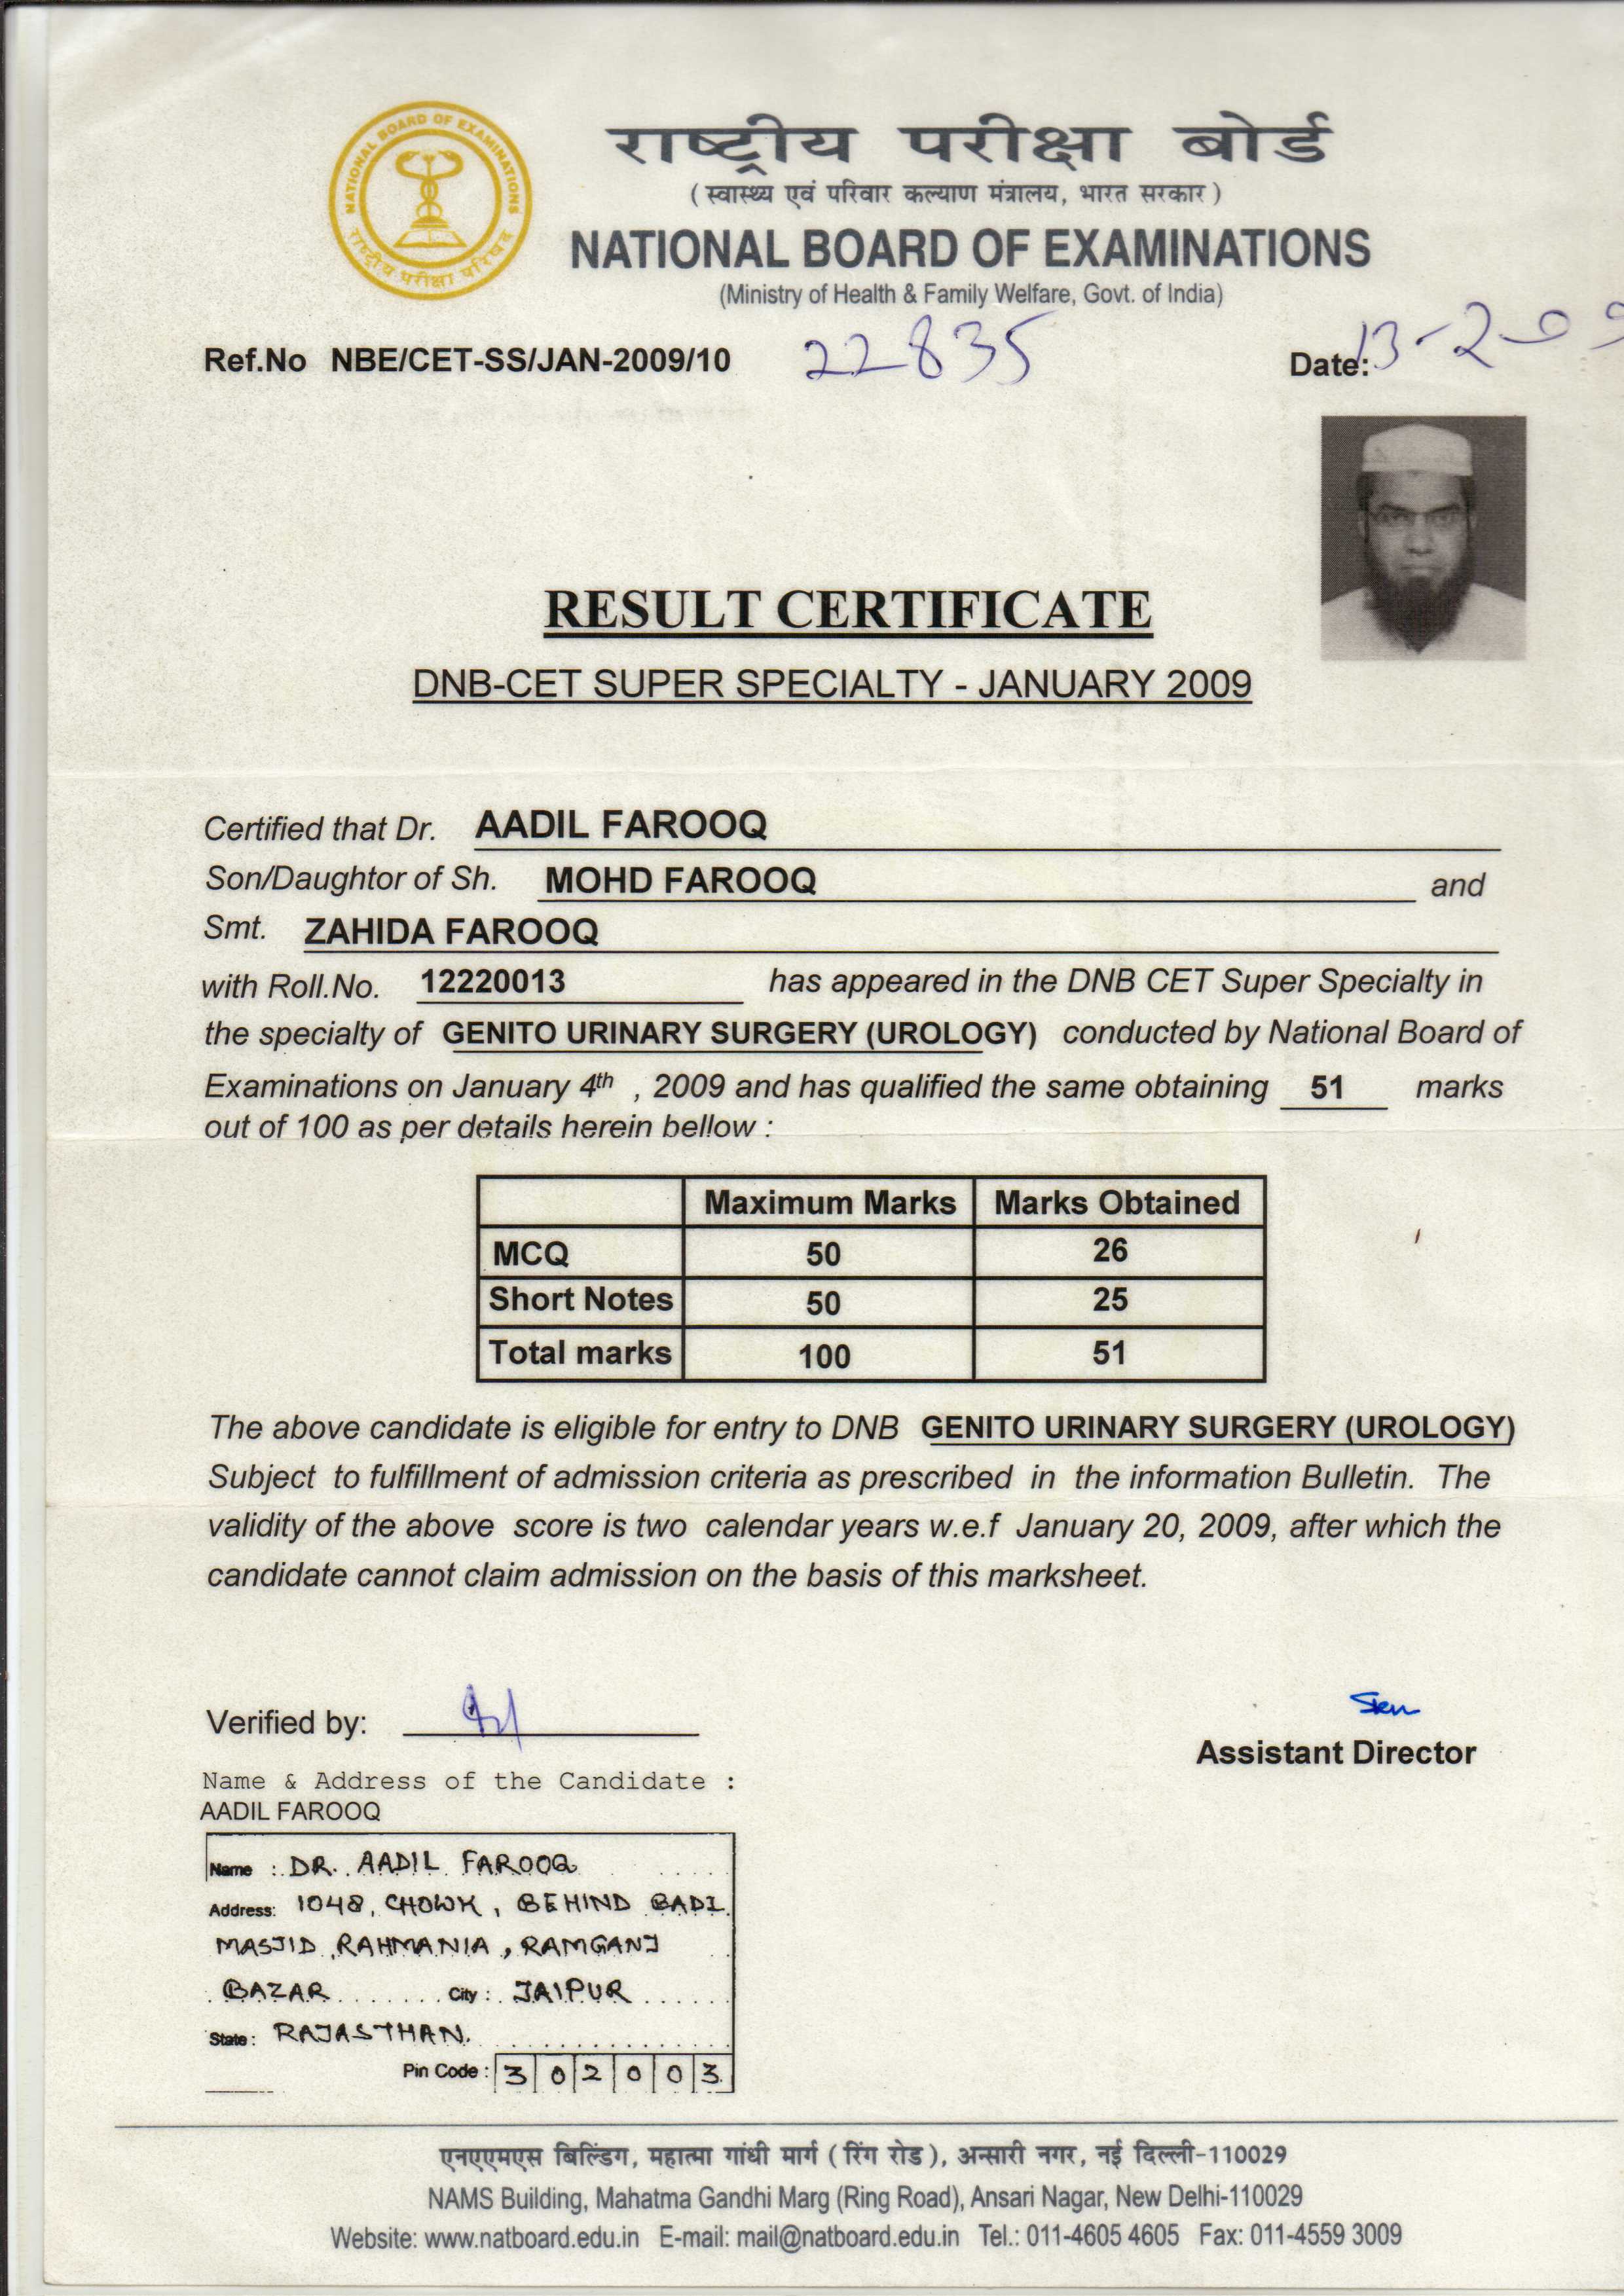 NATIONAL BOARD OF EXAMINATIONS
राष्ट्रीय परीक्षा परिषद
राष्ट्रीय परीक्षा बोर्ड
( स्वास्थ्य एवं परिवार कल्याण मंत्रालय, भारत सरकार )
NATIONAL BOARD OF EXAMINATIONS
(Ministry of Health & Family Welfare, Govt. of India)
Ref.No NBE/CET-SS/JAN-2009/10 22835 Date: 13-2-09
RESULT CERTIFICATE
DNB-CET SUPER SPECIALTY - JANUARY 2009
Certified that Dr. AADIL FAROOQ
Son/Daughtor of Sh. MOHD FAROOQ and
Smt. ZAHIDA FAROOQ
with Roll.No. 12220013 has appeared in the DNB CET Super Specialty in
the specialty of GENITO URINARY SURGERY (UROLOGY) conducted by National Board of
Examinations on January 4th , 2009 and has qualified the same obtaining 51 marks
out of 100 as per details herein bellow :
Maximum Marks Marks Obtained
MCQ 50 26
Short Notes 50 25
Total marks 100 51
The above candidate is eligible for entry to DNB GENITO URINARY SURGERY (UROLOGY)
Subject to fulfillment of admission criteria as prescribed in the information Bulletin. The
validity of the above score is two calendar years w.e.f January 20, 2009, after which the
candidate cannot claim admission on the basis of this marksheet.
Verified by:
Assistant Director
Name & Address of the Candidate :
AADIL FAROOQ
Name : DR. AADIL FAROOQ
Address: 1048, CHOWK, BEHIND BADI
MASJID RAHMANIA, RAMGANJ
BAZAR City : JAIPUR
State : RAJASTHAN.
Pin Code : 302003
एनएएमएस बिल्डिंग, महात्मा गांधी मार्ग ( रिंग रोड ), अन्सारी नगर, नई दिल्ली-110029
NAMS Building, Mahatma Gandhi Marg (Ring Road), Ansari Nagar, New Delhi-110029
Website: www.natboard.edu.in E-mail: mail@natboard.edu.in Tel.: 011-4605 4605 Fax: 011-4559 3009